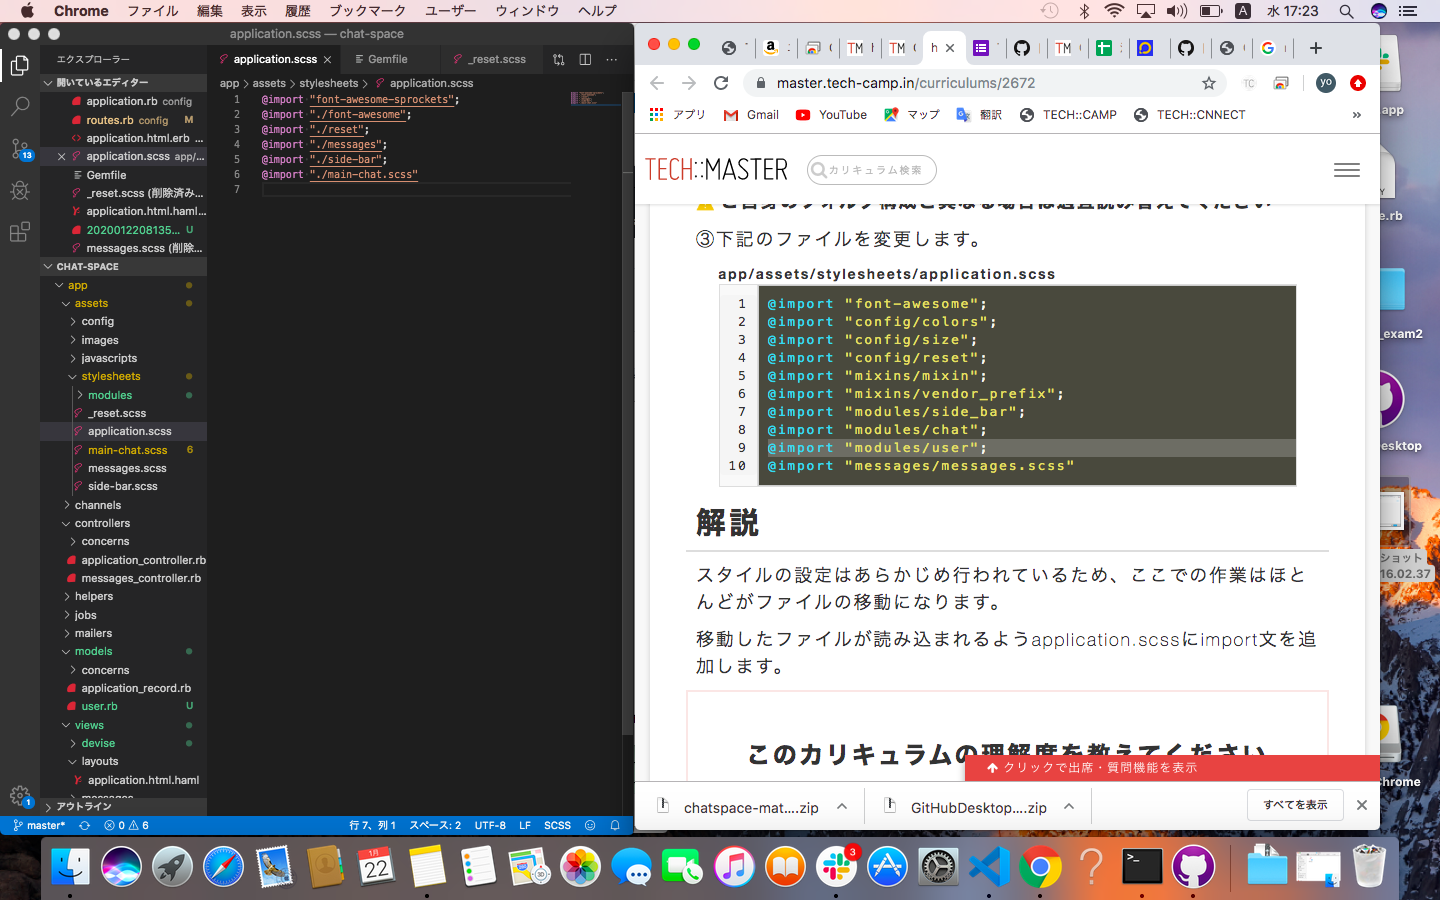 Chrome ファイル 編集 表示 履歴 ブックマーク ユーザー ウィンドウ ヘルプ
A 水 17:23
application.scss — chat-space
エクスプローラー
開いているエディター
application.rb config
routes.rb config M
application.html.erb
application.scss app/...
Gemfile
_reset.scss (削除済み...
application.html.haml...
2020012208135... U
messages.scss (削除...
CHAT-SPACE
app
assets
config
images
javascripts
stylesheets
modules
_reset.scss
application.scss
main-chat.scss 6
messages.scss
side-bar.scss
channels
controllers
concerns
application_controller.rb
messages_controller.rb
helpers
jobs
mailers
models
concerns
application_record.rb
user.rb U
views
devise
layouts
application.html.haml
アウトライン
13
1
application.scss
Gemfile
_reset.scss
app > assets > stylesheets > application.scss
1 @import "font-awesome-sprockets";
2 @import "./font-awesome";
3 @import "./reset";
4 @import "./messages";
5 @import "./side-bar";
6 @import "./main-chat.scss"
7
master* 0 6
行 7、列 1 スペース: 2 UTF-8 LF SCSS
master.tech-camp.in/curriculums/2672
yo
アプリ Gmail YouTube マップ 翻訳 TECH::CAMP TECH::CNNECT »
TECH::MASTER
カリキュラム検索
③下記のファイルを変更します。
app/assets/stylesheets/application.scss
1 @import "font-awesome";
2 @import "config/colors";
3 @import "config/size";
4 @import "config/reset";
5 @import "mixins/mixin";
6 @import "mixins/vendor_prefix";
7 @import "modules/side_bar";
8 @import "modules/chat";
9 @import "modules/user";
10 @import "messages/messages.scss"
解説
スタイルの設定はあらかじめ行われているため、ここでの作業はほと
んどがファイルの移動になります。
移動したファイルが読み込まれるようapplication.scssにimport文を追
加します。
このカリキュラムの理解度を教えてください
クリックで出席・質問機能を表示
chatspace-mat....zip
GitHubDesktop....zip
すべてを表示
app
e.rb
_exam2
esktop
ショット
16.02.37
hrome
1月
22
3